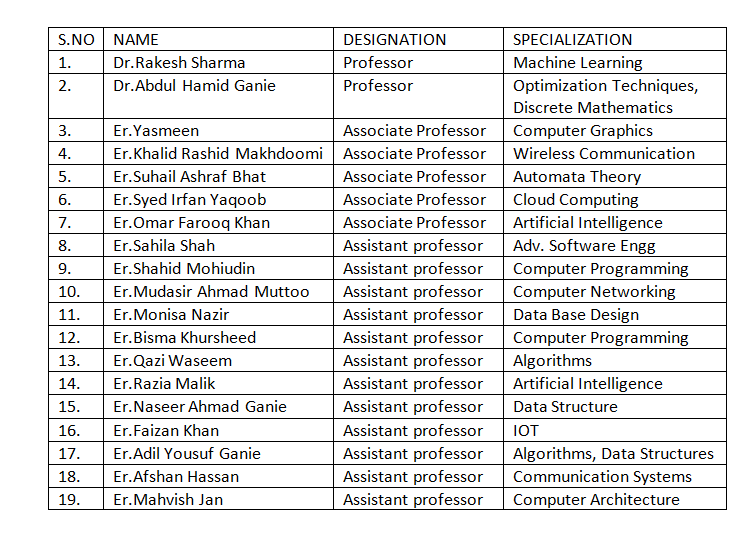 S.NO NAME DESIGNATION SPECIALIZATION
1. Dr.Rakesh Sharma Professor Machine Learning
2. Dr.Abdul Hamid Ganie Professor Optimization Techniques,
Discrete Mathematics
3. Er.Yasmeen Associate Professor Computer Graphics
4. Er.Khalid Rashid Makhdoomi Associate Professor Wireless Communication
5. Er.Suhail Ashraf Bhat Associate Professor Automata Theory
6. Er.Syed Irfan Yaqoob Associate Professor Cloud Computing
7. Er.Omar Farooq Khan Associate Professor Artificial Intelligence
8. Er.Sahila Shah Assistant professor Adv. Software Engg
9. Er.Shahid Mohiudin Assistant professor Computer Programming
10. Er.Mudasir Ahmad Muttoo Assistant professor Computer Networking
11. Er.Monisa Nazir Assistant professor Data Base Design
12. Er.Bisma Khursheed Assistant professor Computer Programming
13. Er.Qazi Waseem Assistant professor Algorithms
14. Er.Razia Malik Assistant professor Artificial Intelligence
15. Er.Naseer Ahmad Ganie Assistant professor Data Structure
16. Er.Faizan Khan Assistant professor IOT
17. Er.Adil Yousuf Ganie Assistant professor Algorithms, Data Structures
18. Er.Afshan Hassan Assistant professor Communication Systems
19. Er.Mahvish Jan Assistant professor Computer Architecture